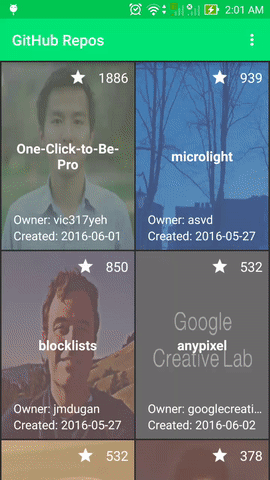 2:01 AM
GitHub Repos
1886
One-Click-to-Be-
Pro
Owner: vic317yeh
Created: 2016-06-01
939
microlight
Owner: asvd
Created: 2016-05-27
850
blocklists
Owner: jmdugan
Created: 2016-05-27
532
Google
Creative Lab
anypixel
Owner: googlecreati...
Created: 2016-06-02
532
378